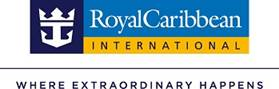 RoyalCaribbean
INTERNATIONAL
WHERE EXTRAORDINARY HAPPENS